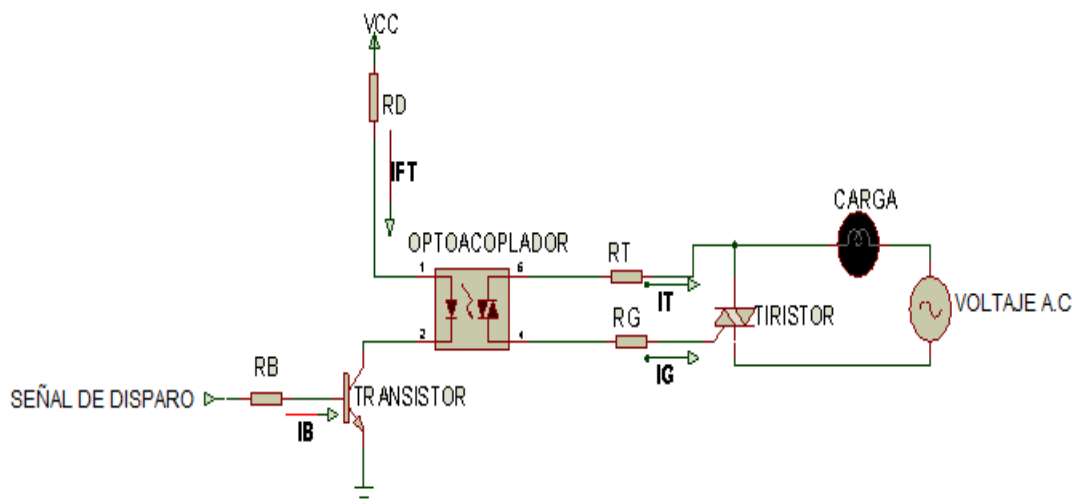 VCC
RD
IFT
CARGA
OPTOACOPLADOR
RT
1
6
IT
VOLTAJE A.C
TIRISTOR
RG
2
4
IG
RB
SEÑAL DE DISPARO
TRANSISTOR
IB